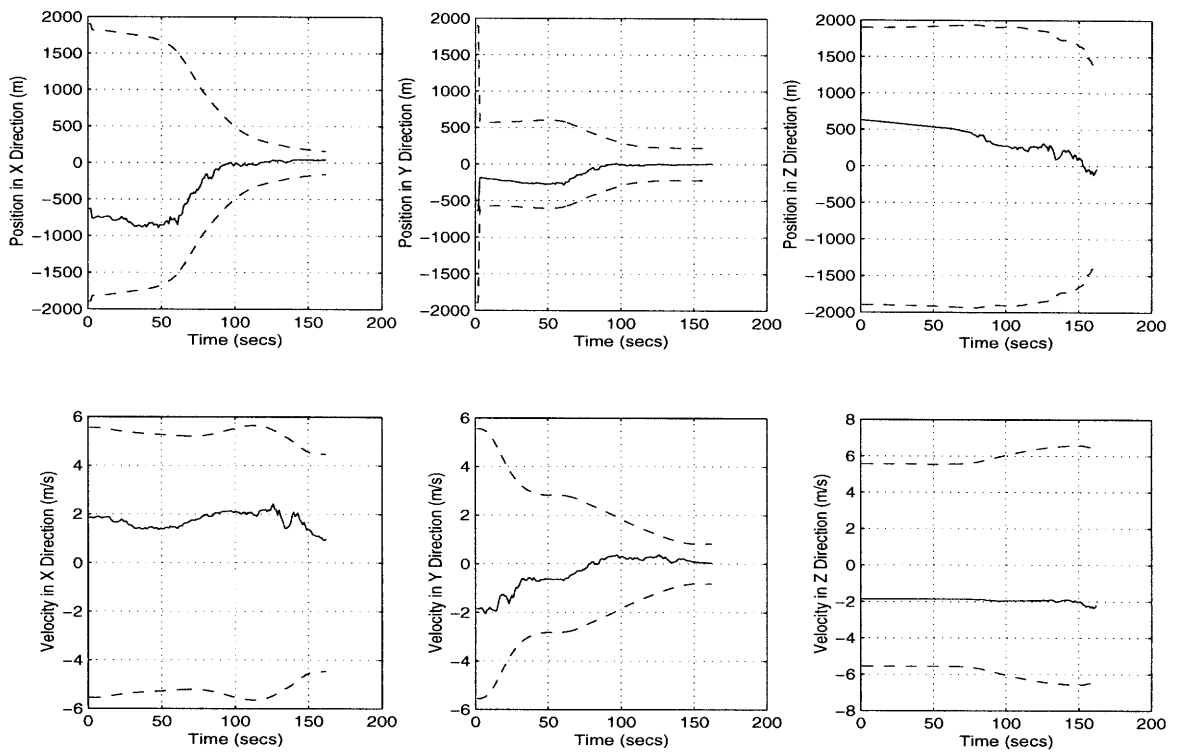 2000
1500
1000
500
0
−500
−1000
−1500
−2000
0 50 100 150 200
Position in X Direction (m)
Time (secs)
2000
1500
1000
500
0
−500
1000
1500
2000
0 50 100 150 200
Position in Y Direction (m)
Time (secs)
2000
1500
1000
500
0
−500
−1000
−1500
−2000
0 50 100 150 200
Position in Z Direction (m)
Time (secs)
6
4
2
0
−2
−4
−6
0 50 100 150 200
Velocity in X Direction (m/s)
Time (secs)
6
4
2
0
−2
−4
−6
0 50 100 150 200
Velocity in Y Direction (m/s)
Time (secs)
8
6
4
2
0
−2
−4
−6
−8
0 50 100 150 200
Velocity in Z Direction (m/s)
Time (secs)